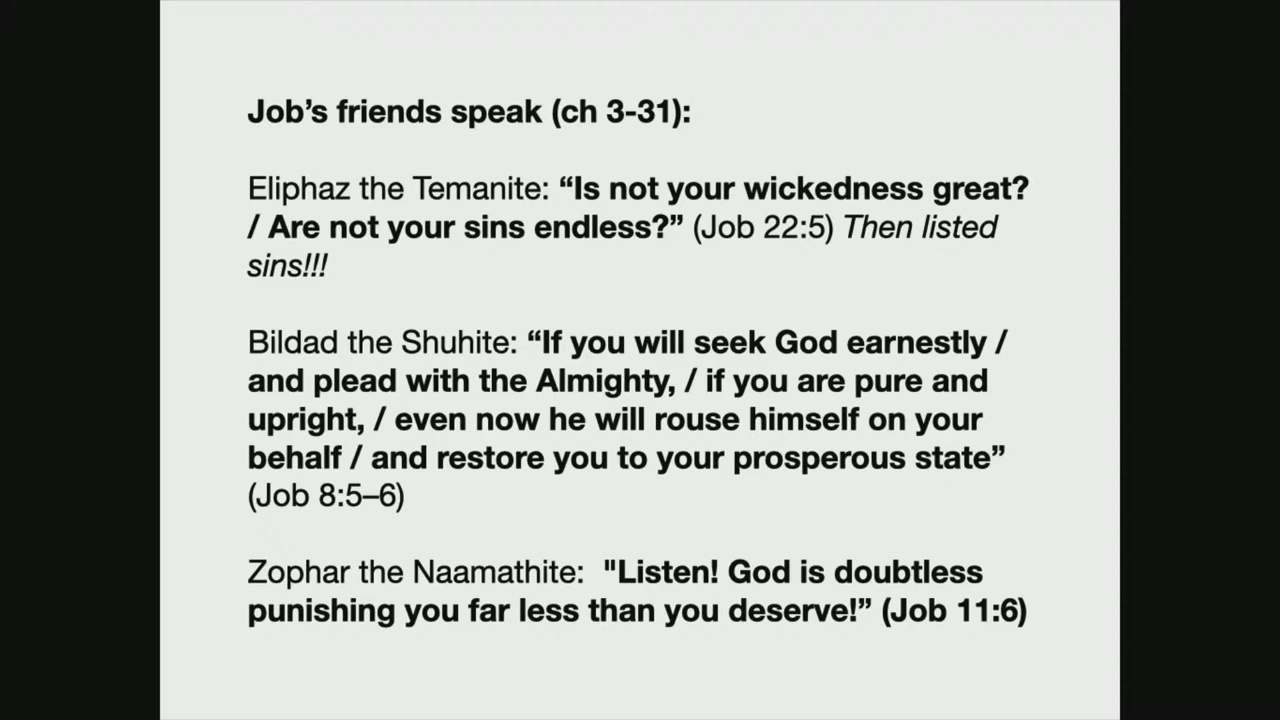 Job’s friends speak (ch 3-31):
Eliphaz the Temanite: “Is not your wickedness great?
/ Are not your sins endless?” (Job 22:5) Then listed
sins!!!
Bildad the Shuhite: “If you will seek God earnestly /
and plead with the Almighty, / if you are pure and
upright, / even now he will rouse himself on your
behalf / and restore you to your prosperous state”
(Job 8:5–6)
Zophar the Naamathite:  "Listen! God is doubtless
punishing you far less than you deserve!” (Job 11:6)